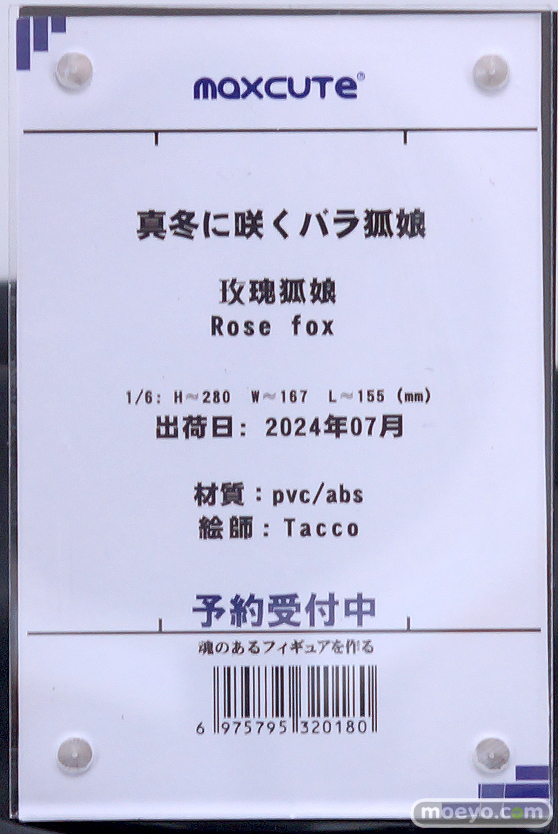 maxcute®
真冬に咲くバラ狐娘
玫瑰狐娘
Rose fox
1/6: H~280 W~167 L~155 (mm)
出荷日: 2024年07月
材質:pvc/abs
絵師:Tacco
予約受付中
魂のあるフィギュアを作る
6 975795 320180
moeyo.com